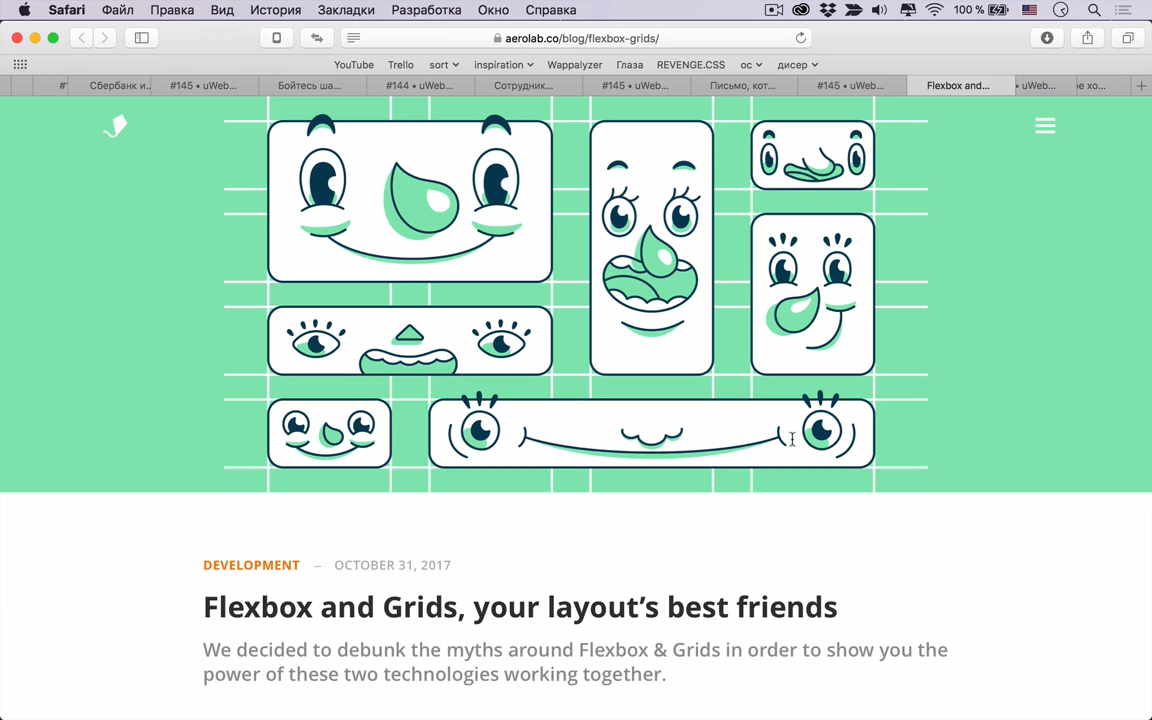 Safari Файл Правка Вид История Закладки Разработка Окно Справка 100 %
aerolab.co/blog/flexbox-grids/
YouTube Trello sort inspiration Wappalyzer Глаза REVENGE.CSS ос дисер
Сбербанк и... #145 • uWeb... Бойтесь ша... #144 • uWeb... Сотрудник... #145 • uWeb... Письмо, кот... #145 • uWeb... Flexbox and... • uWeb... хо...
DEVELOPMENT — OCTOBER 31, 2017
Flexbox and Grids, your layout’s best friends
We decided to debunk the myths around Flexbox & Grids in order to show you the
power of these two technologies working together.